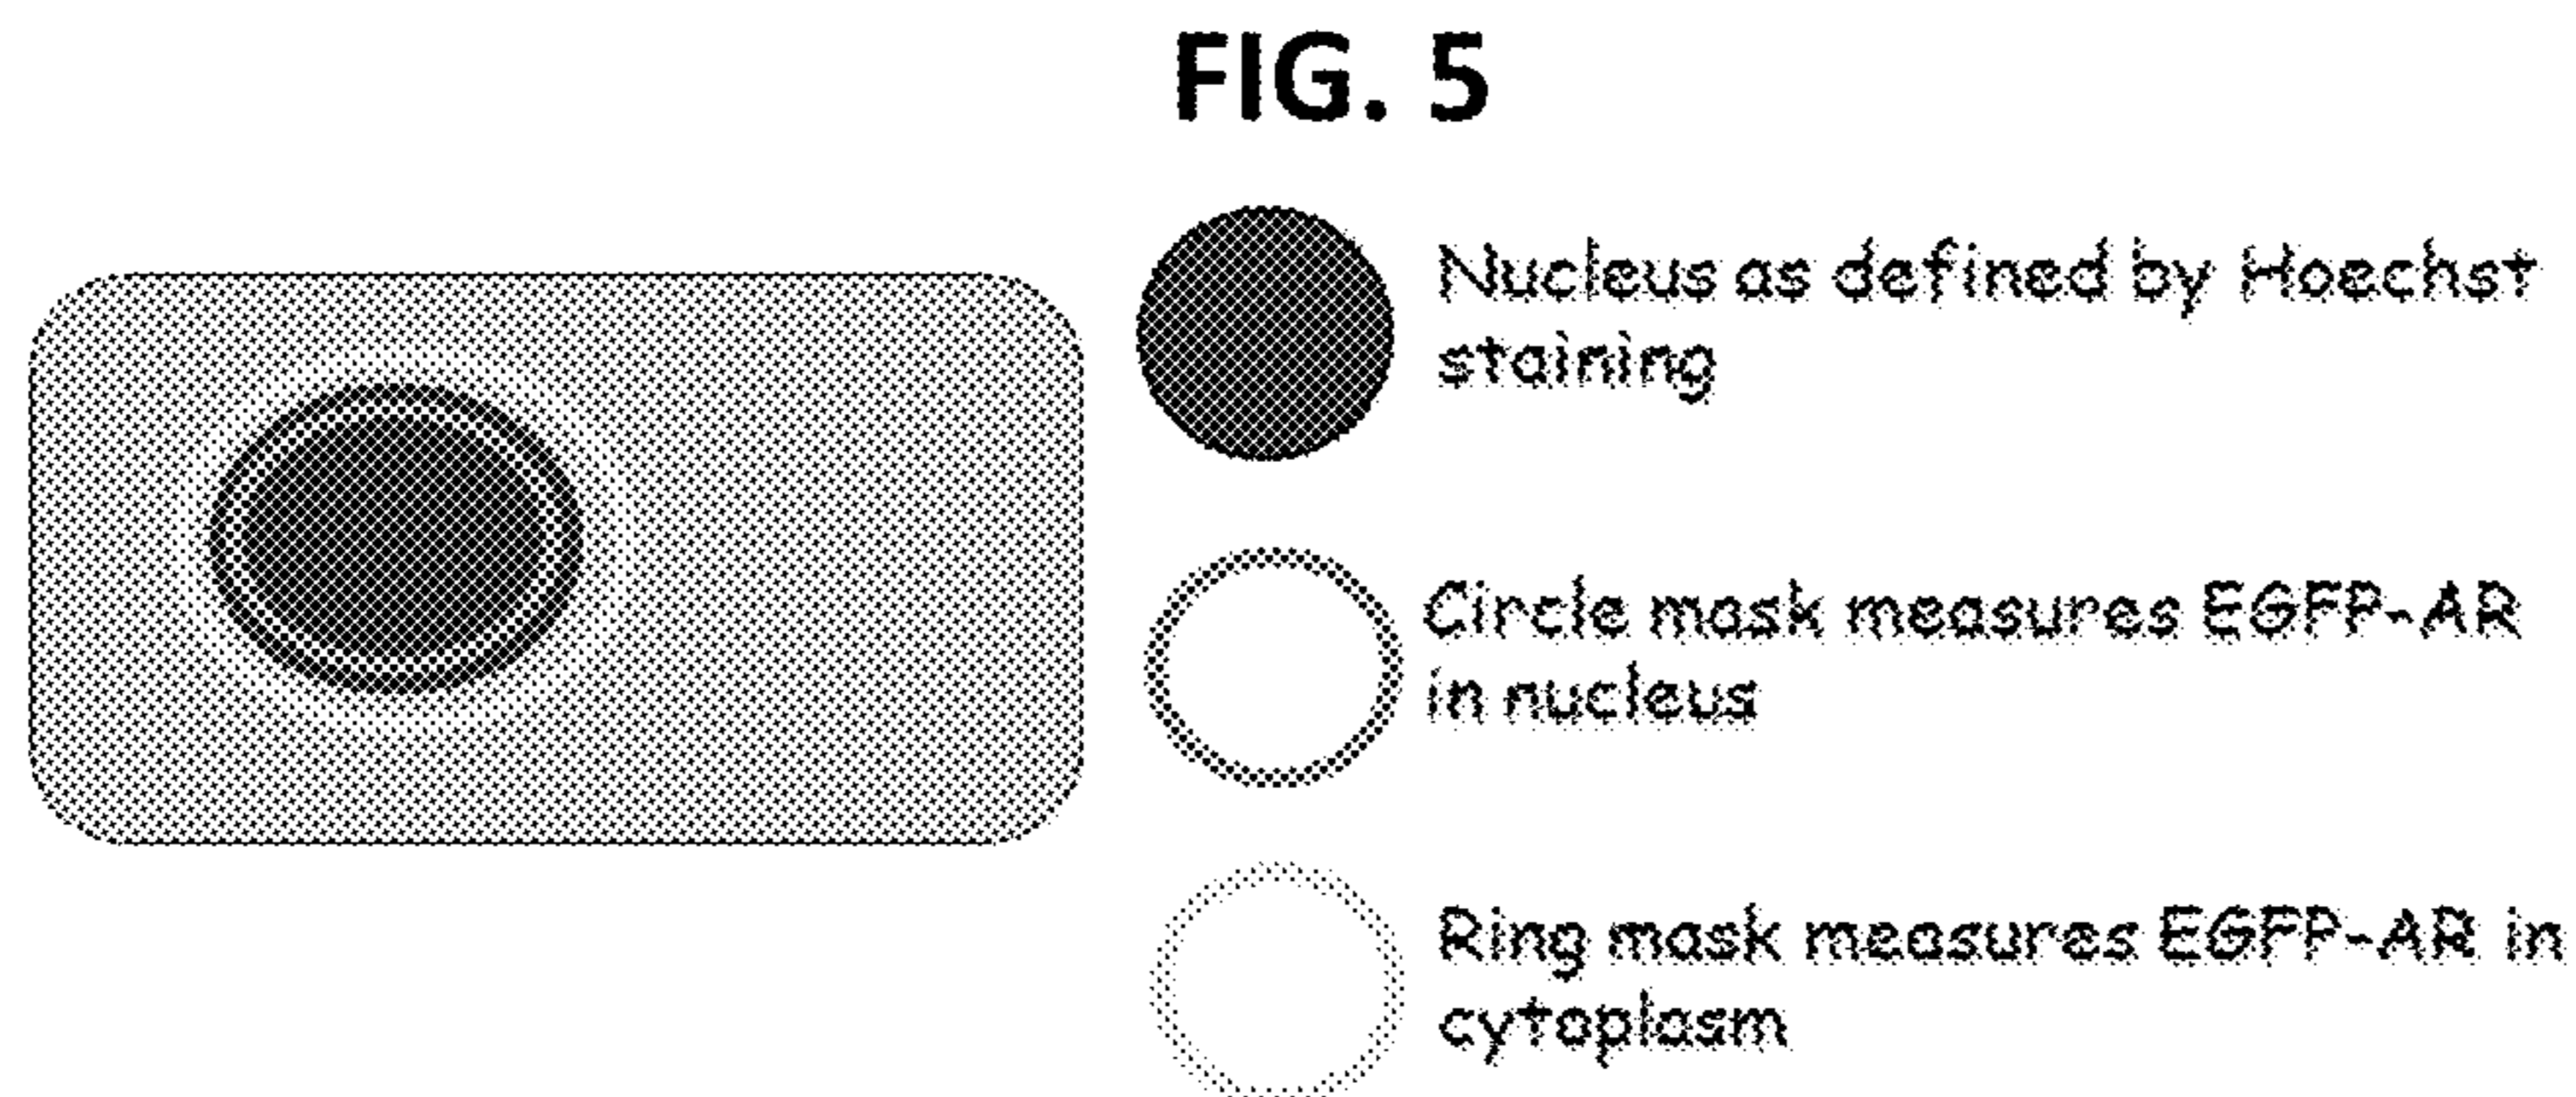 FIG. 5
Nucleus as defined by Hoechst
staining
Circle mask measures EGFP-AR
in nucleus
Ring mask measures EGFP-AR in
cytoplasm